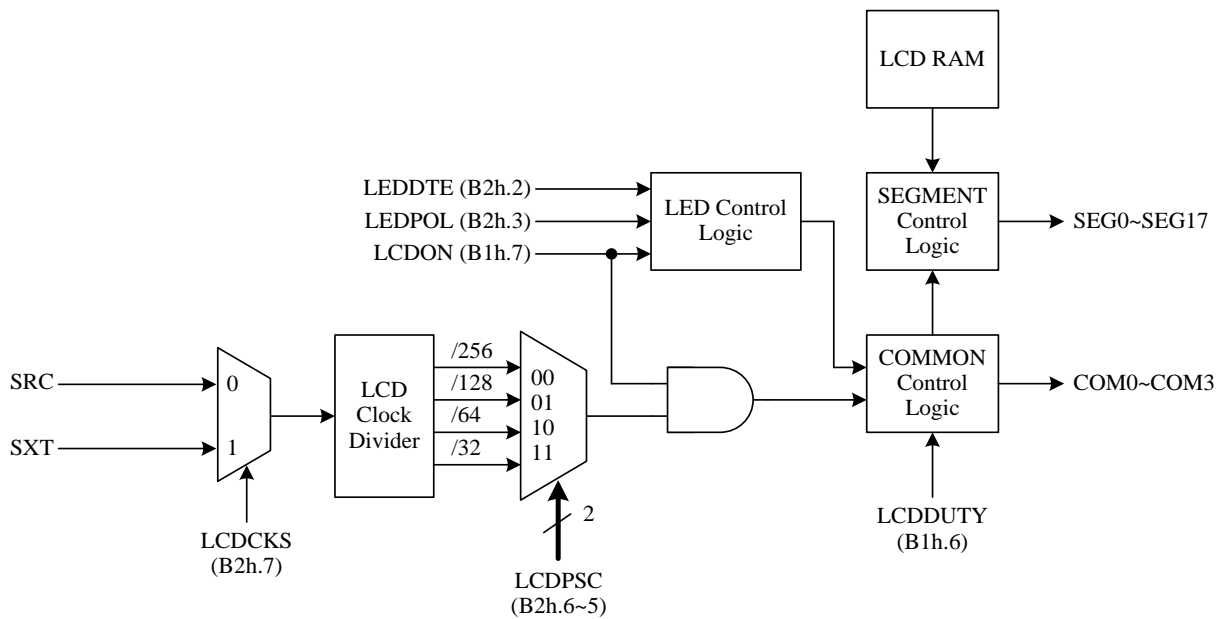 LCD RAM
LEDDTE (B2h.2)
LEDPOL (B2h.3)
LCDON (B1h.7)
LED Control
Logic
SEGMENT
Control
Logic
SEG0~SEG17
SRC
SXT
0
1
LCDCKS
(B2h.7)
LCD
Clock
Divider
/256
/128
/64
/32
00
01
10
11
2
LCDPSC
(B2h.6~5)
COMMON
Control
Logic
COM0~COM3
LCDDUTY
(B1h.6)